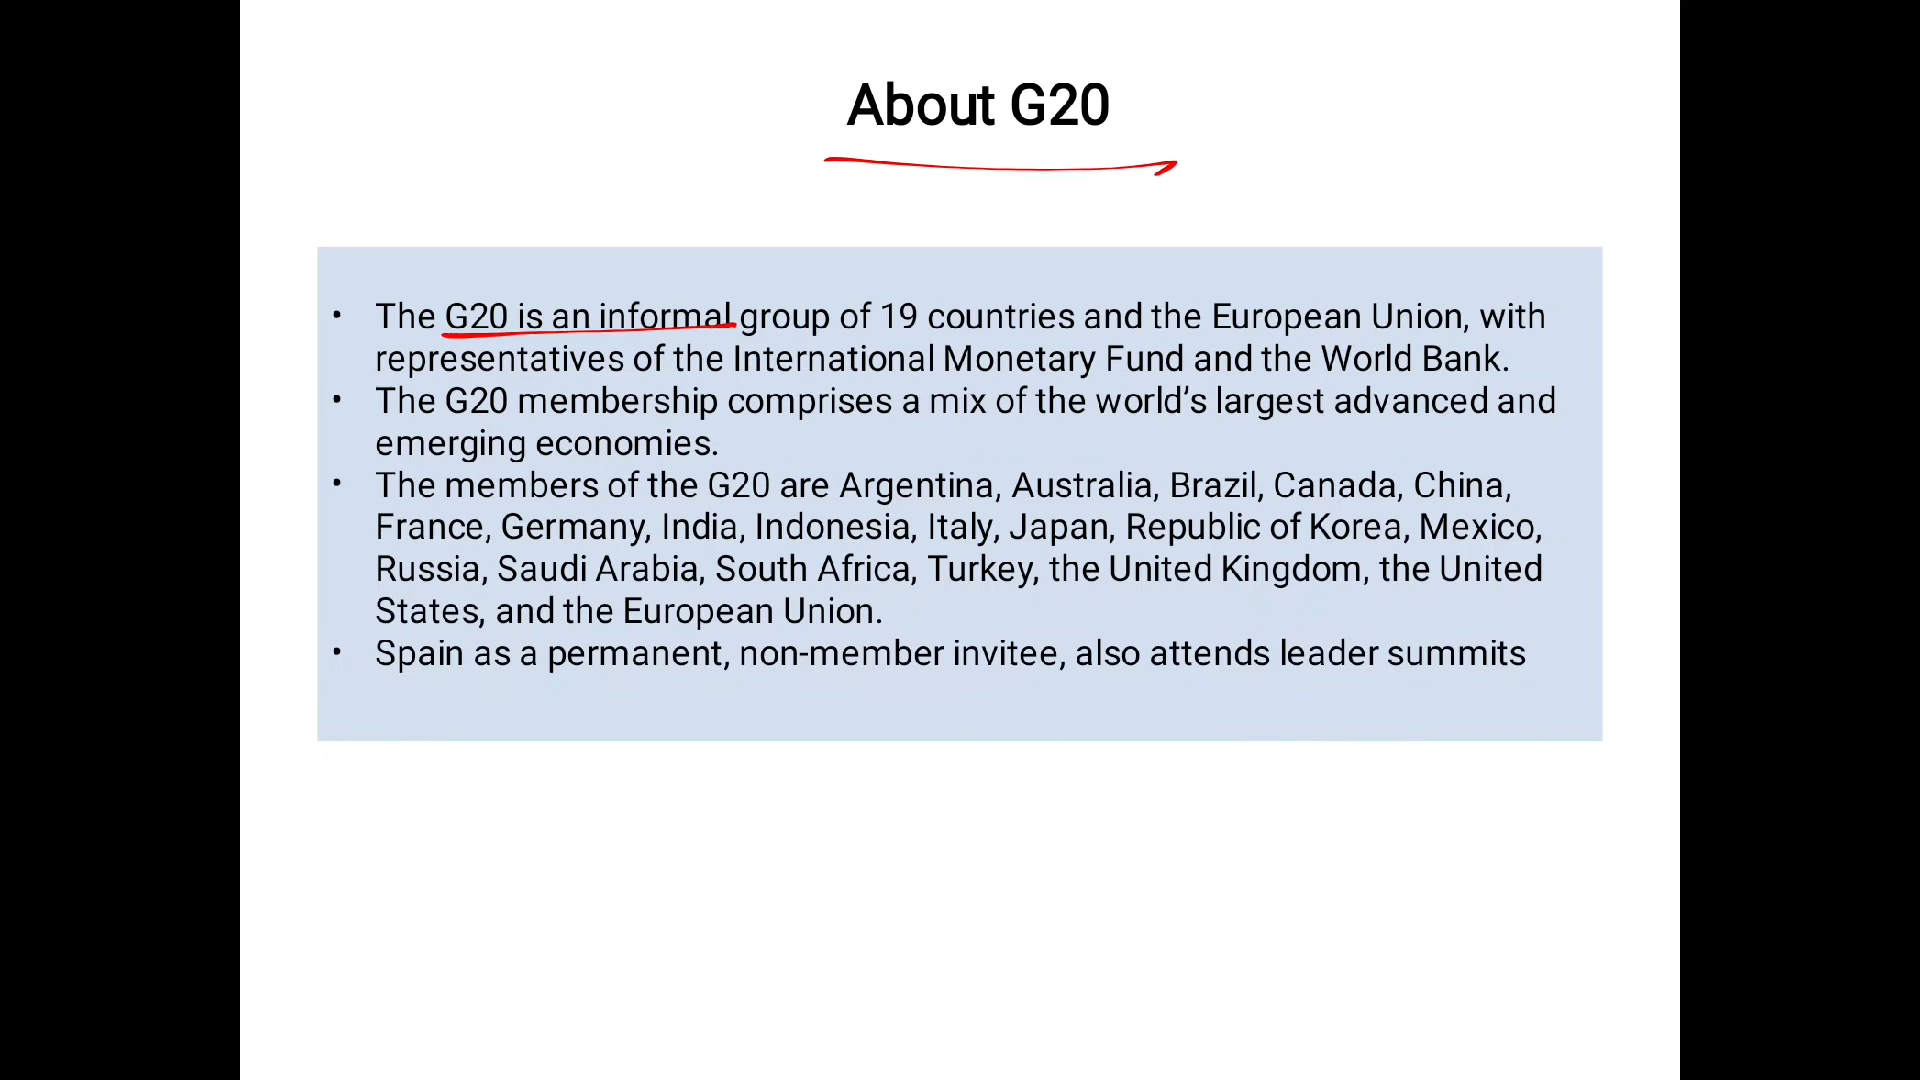 About G20
• The G20 is an informal group of 19 countries and the European Union, with
representatives of the International Monetary Fund and the World Bank.
• The G20 membership comprises a mix of the world’s largest advanced and
emerging economies.
• The members of the G20 are Argentina, Australia, Brazil, Canada, China,
France, Germany, India, Indonesia, Italy, Japan, Republic of Korea, Mexico,
Russia, Saudi Arabia, South Africa, Turkey, the United Kingdom, the United
States, and the European Union.
• Spain as a permanent, non-member invitee, also attends leader summits